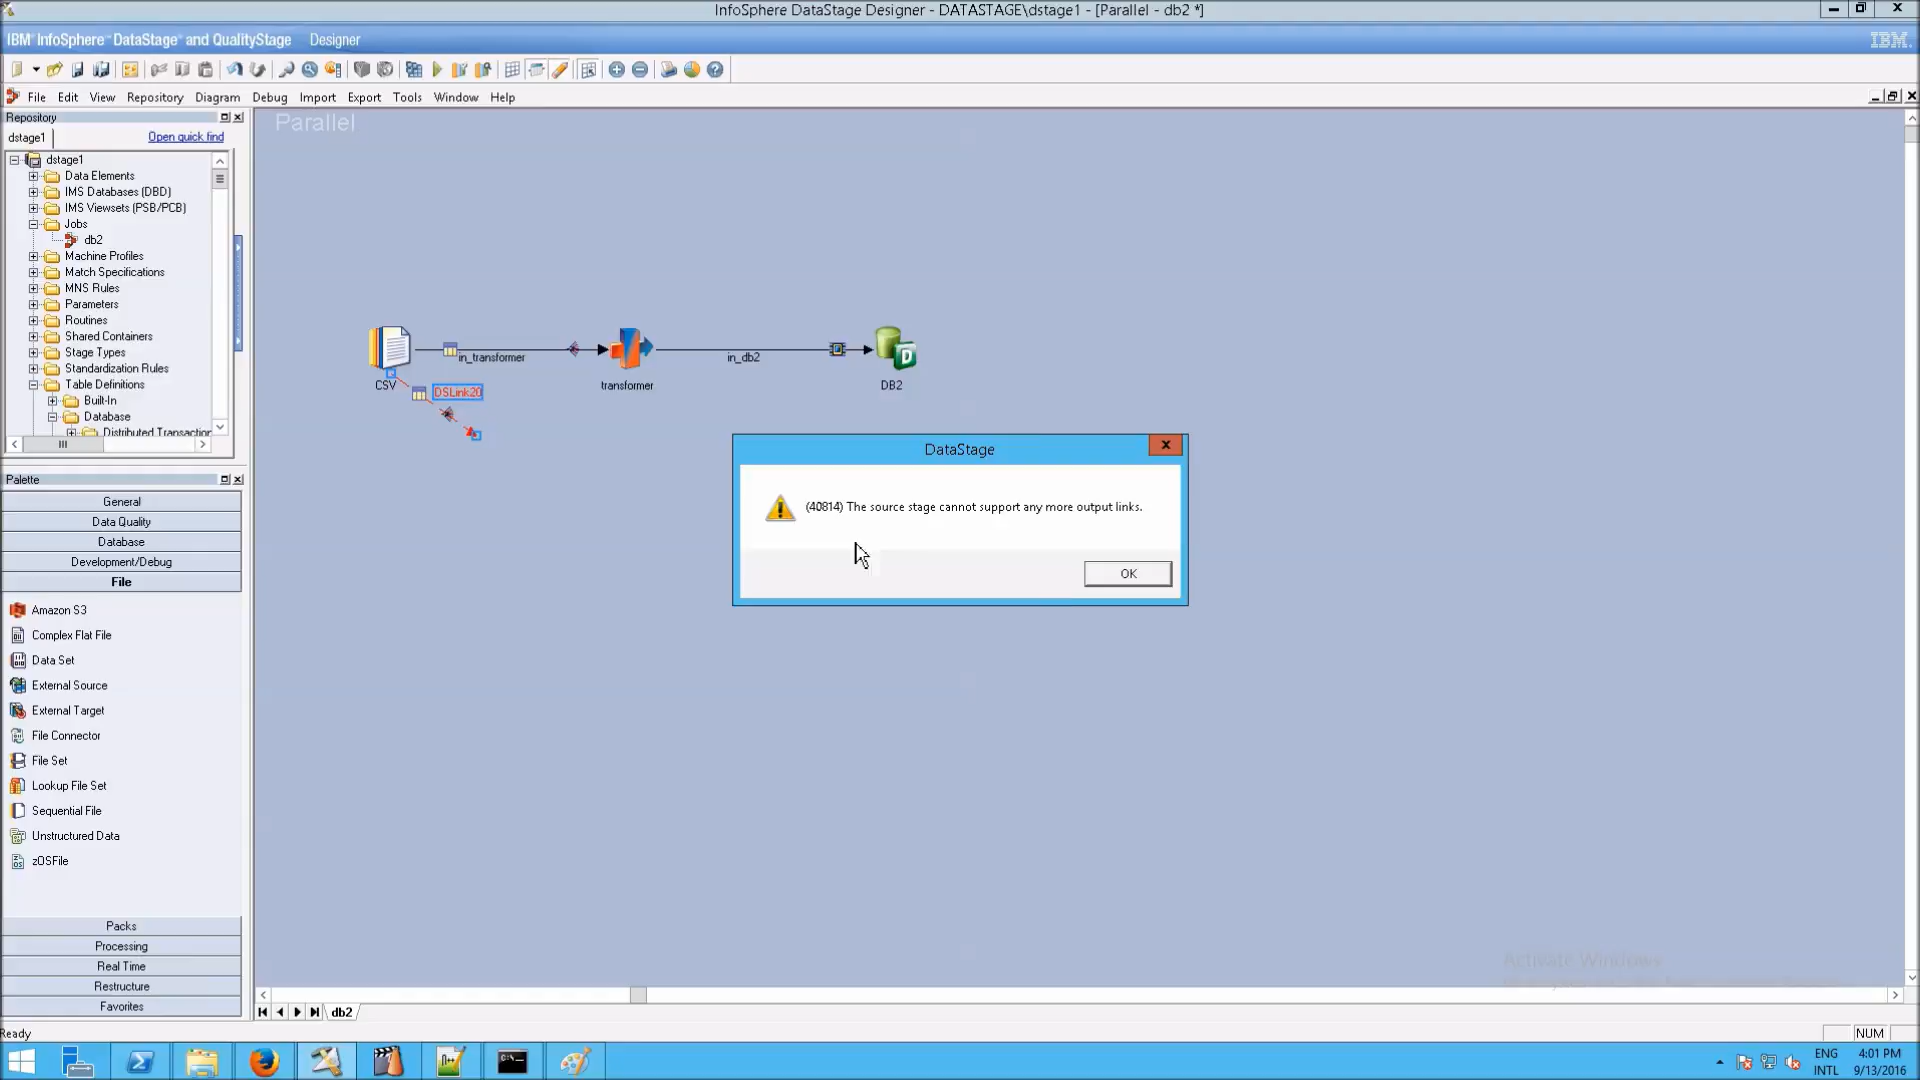 InfoSphere DataStage Designer - DATASTAGE\dstage1 - [Parallel - db2 *]
IBM InfoSphere DataStage and QualityStage Designer
IBM
File Edit View Repository Diagram Debug Import Export Tools Window Help
Repository
dstage1 Open quick find
dstage1
Data Elements
IMS Databases (DBD)
IMS Viewsets (PSB/PCB)
Jobs
db2
Machine Profiles
Match Specifications
MNS Rules
Parameters
Routines
Shared Containers
Stage Types
Standardization Rules
Table Definitions
Built-In
Database
Distributed Transaction
Palette
General
Data Quality
Database
Development/Debug
File
Amazon S3
Complex Flat File
Data Set
External Source
External Target
File Connector
File Set
Lookup File Set
Sequential File
Unstructured Data
zOSFile
Packs
Processing
Real Time
Restructure
Favorites
Parallel
in_transformer
in_db2
CSV
transformer
DB2
DSLink20
DataStage
(40814) The source stage cannot support any more output links.
OK
Activate Windows
db2
Ready
NUM
ENG
INTL
4:01 PM
9/13/2016